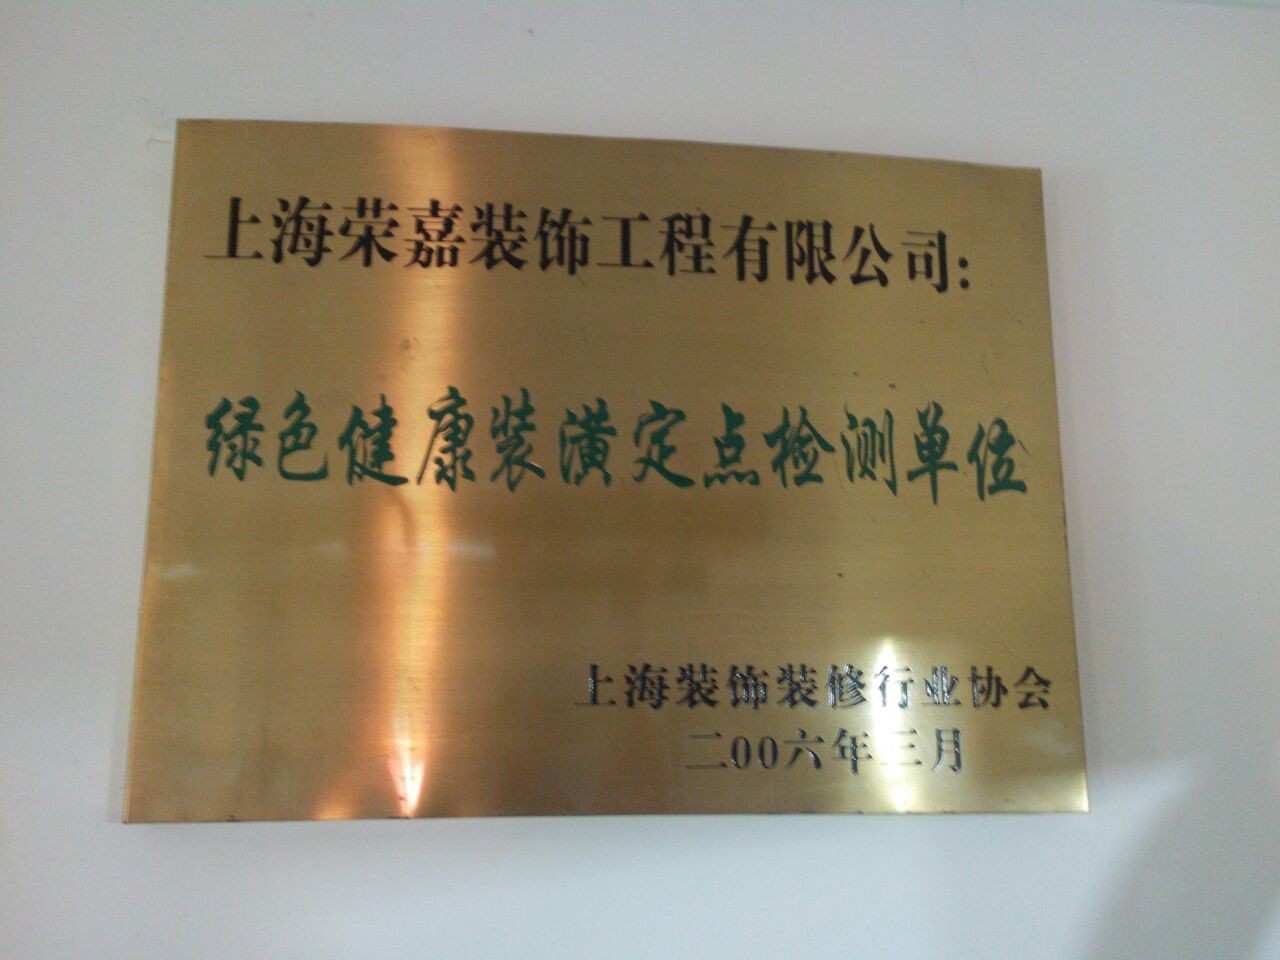 上海荣嘉装饰工程有限公司:
绿色健康装潢定点检测单位
上海装饰装修行业协会
二00六年三月